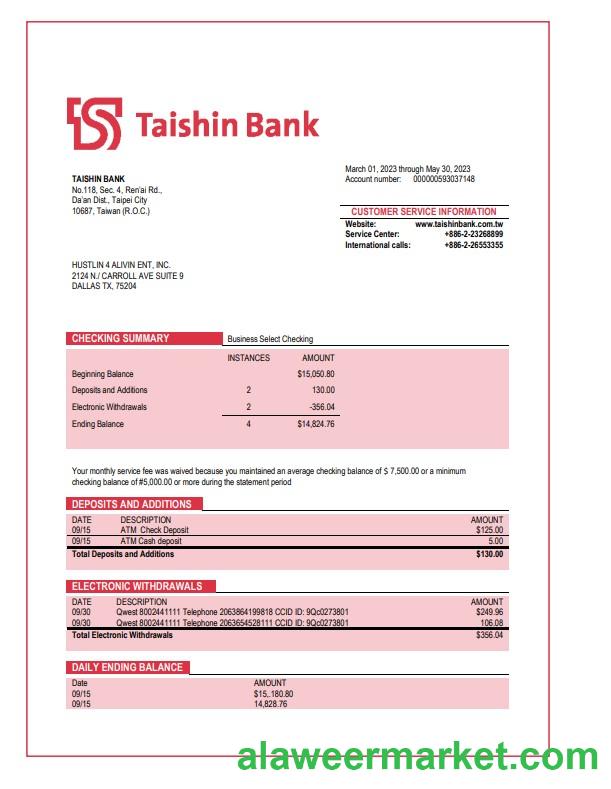 Taishin Bank
March 01, 2023 through May 30, 2023
Account number: 000000593037148
TAISHIN BANK
No.118, Sec. 4, Ren'ai Rd.,
Da'an Dist., Taipei City
10687, Taiwan (R.O.C.)
CUSTOMER SERVICE INFORMATION
Website: www.taishinbank.com.tw
Service Center: +886-2-23268899
International calls: +886-2-26553355
HUSTLIN 4 ALIVIN ENT, INC.
2124 N./ CARROLL AVE SUITE 9
DALLAS TX, 75204
CHECKING SUMMARY Business Select Checking
INSTANCES AMOUNT
Beginning Balance $15,050.80
Deposits and Additions 2 130.00
Electronic Withdrawals 2 -356.04
Ending Balance 4 $14,824.76
Your monthly service fee was waived because you maintained an average checking balance of $ 7,500.00 or a minimum
checking balance of #5,000.00 or more during the statement period
DEPOSITS AND ADDITIONS
DATE DESCRIPTION AMOUNT
09/15 ATM Check Deposit $125.00
09/15 ATM Cash deposit 5.00
Total Deposits and Additions $130.00
ELECTRONIC WITHDRAWALS
DATE DESCRIPTION AMOUNT
09/30 Qwest 8002441111 Telephone 2063864199818 CCID ID: 9Qc0273801 $249.96
09/30 Qwest 8002441111 Telephone 2063654528111 CCID ID: 9Qc0273801 106.08
Total Electronic Withdrawals $356.04
DAILY ENDING BALANCE
Date AMOUNT
09/15 $15,.180.80
09/15 14,828.76
alaweermarket.com